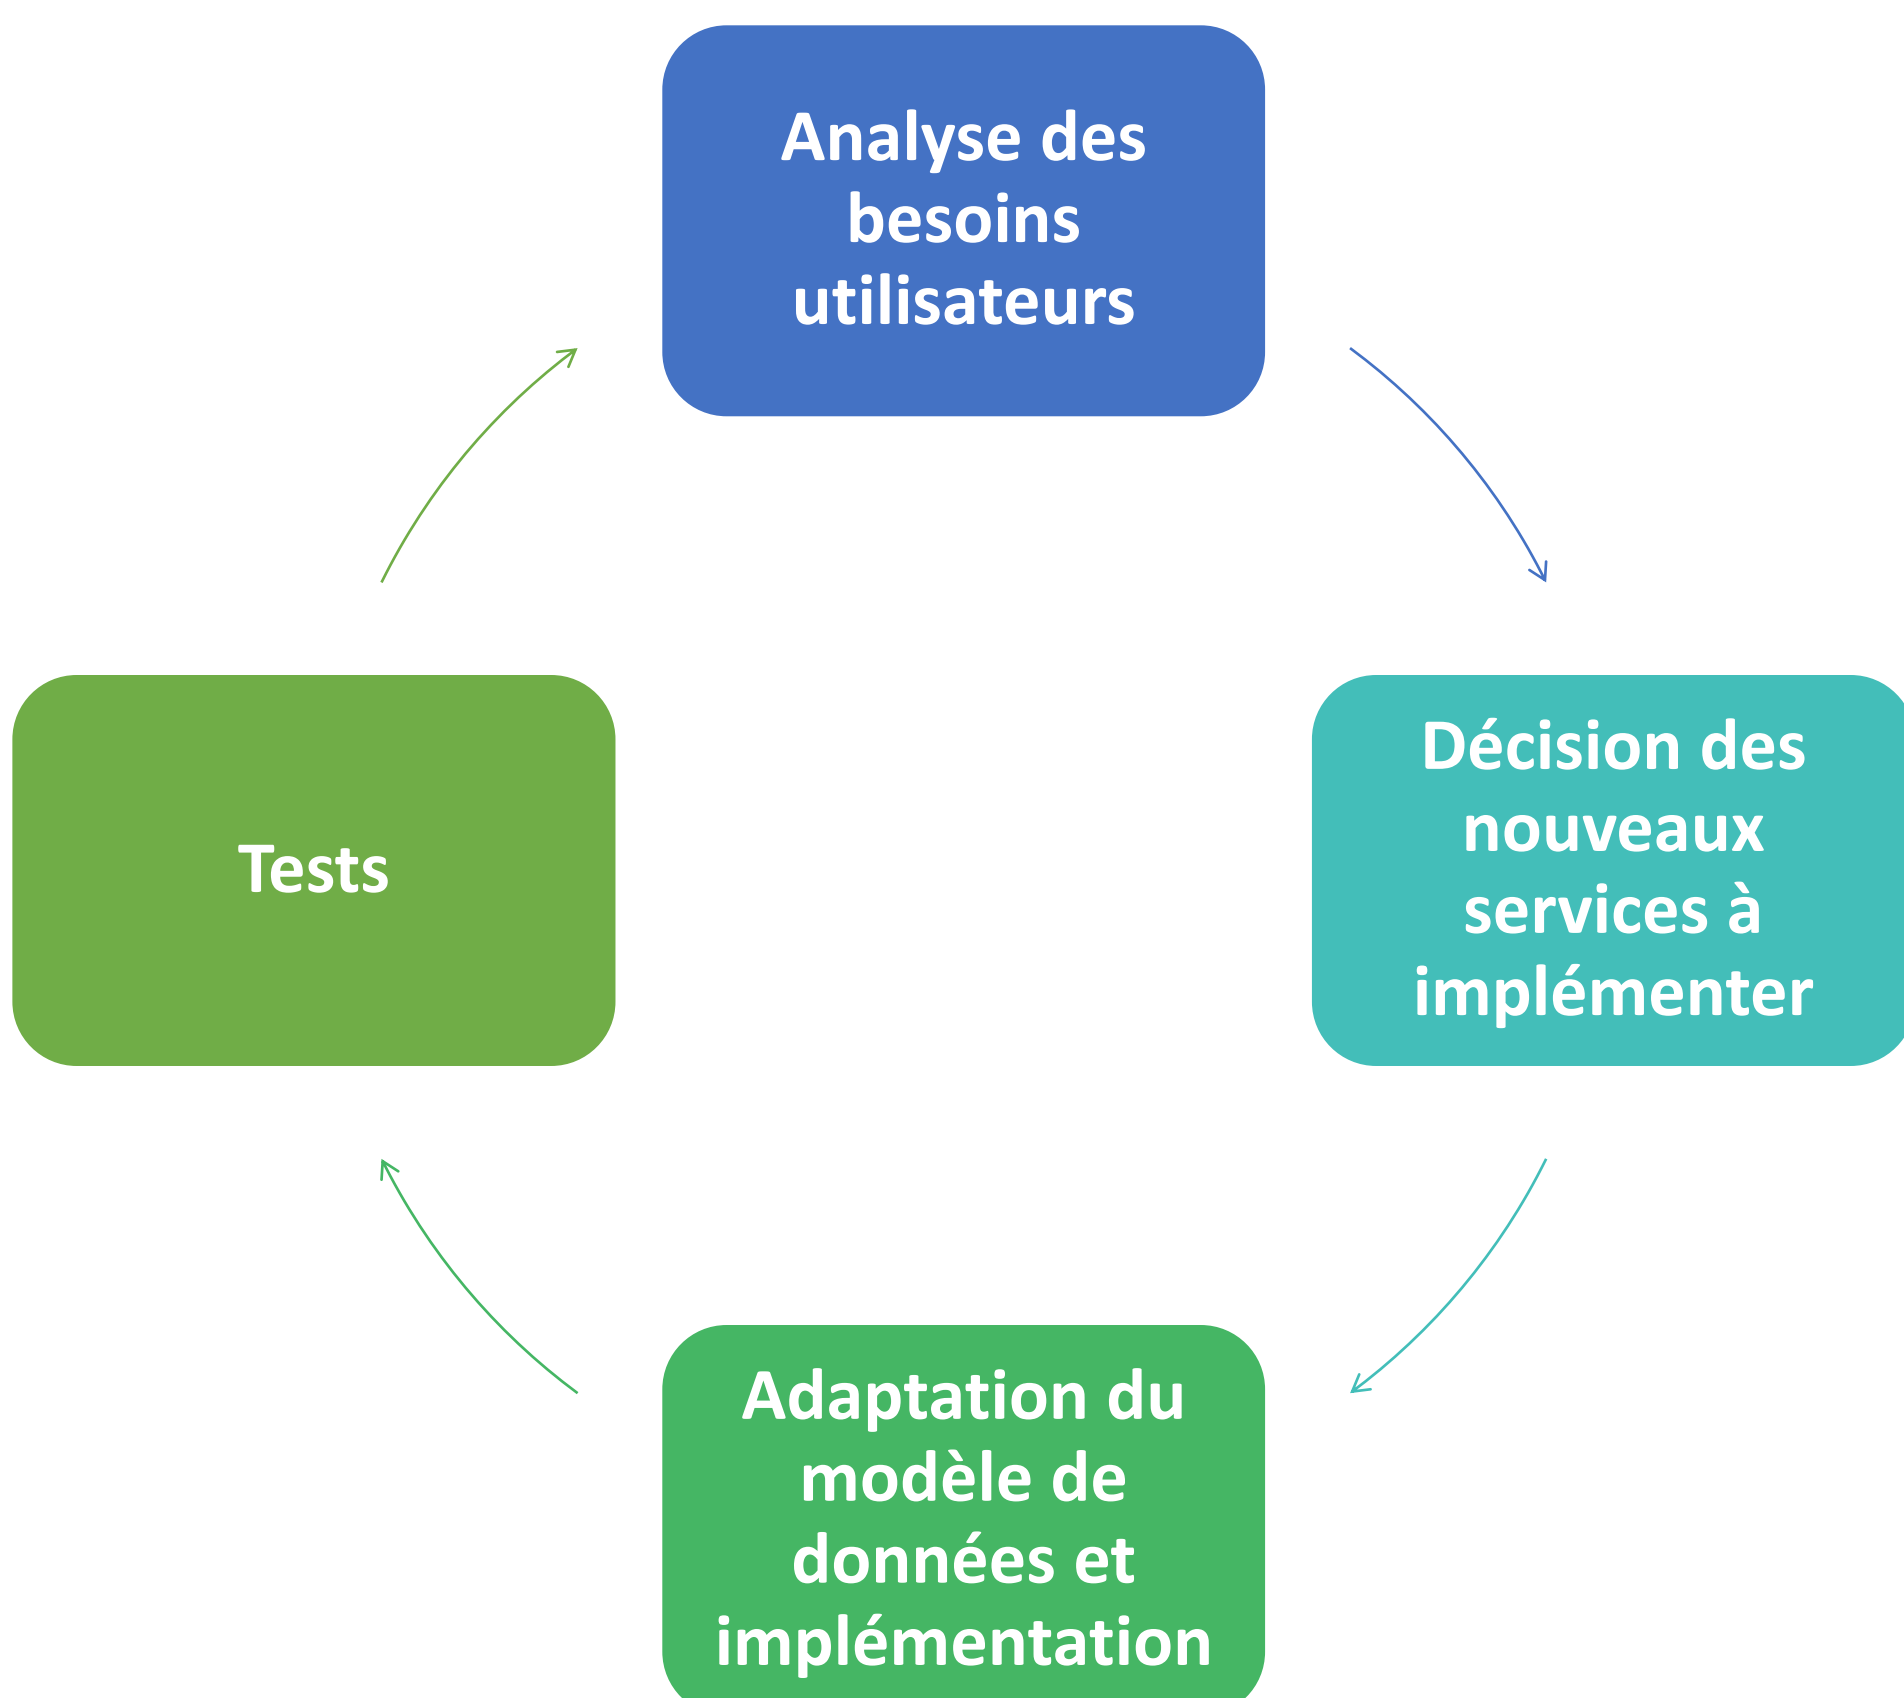 Analyse des
besoins
utilisateurs
Décision des
nouveaux
services à
implémenter
Adaptation du
modèle de
données et
implémentation
Tests